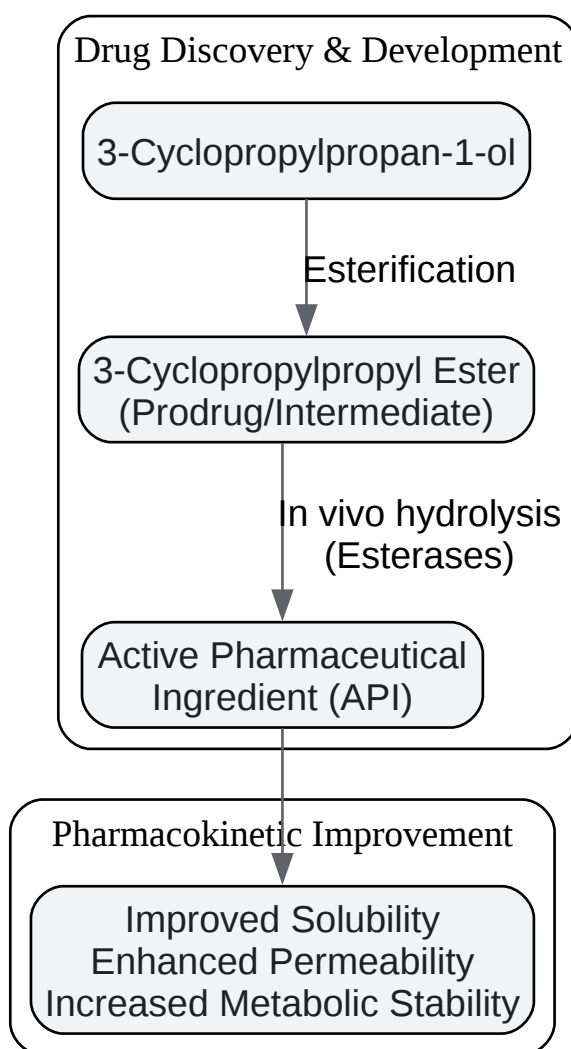 Drug Discovery & Development
3-Cyclopropylpropan-1-ol
Esterification
3-Cyclopropylpropyl Ester
(Prodrug/Intermediate)
In vivo hydrolysis
(Esterases)
Active Pharmaceutical
Ingredient (API)
Pharmacokinetic Improvement
Improved Solubility
Enhanced Permeability
Increased Metabolic Stability